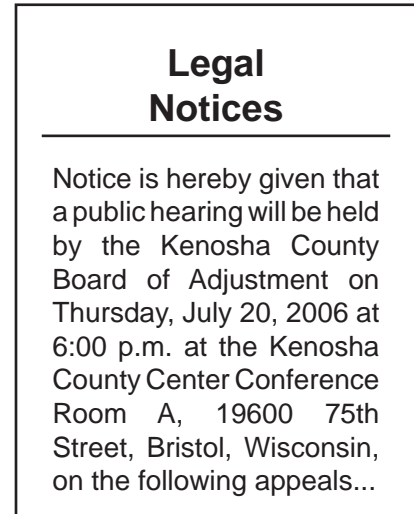 Legal
Notices
Notice is hereby given that
a public hearing will be held
by the Kenosha County
Board of Adjustment on
Thursday, July 20, 2006 at
6:00 p.m. at the Kenosha
County Center Conference
Room A, 19600 75th
Street, Bristol, Wisconsin,
on the following appeals...